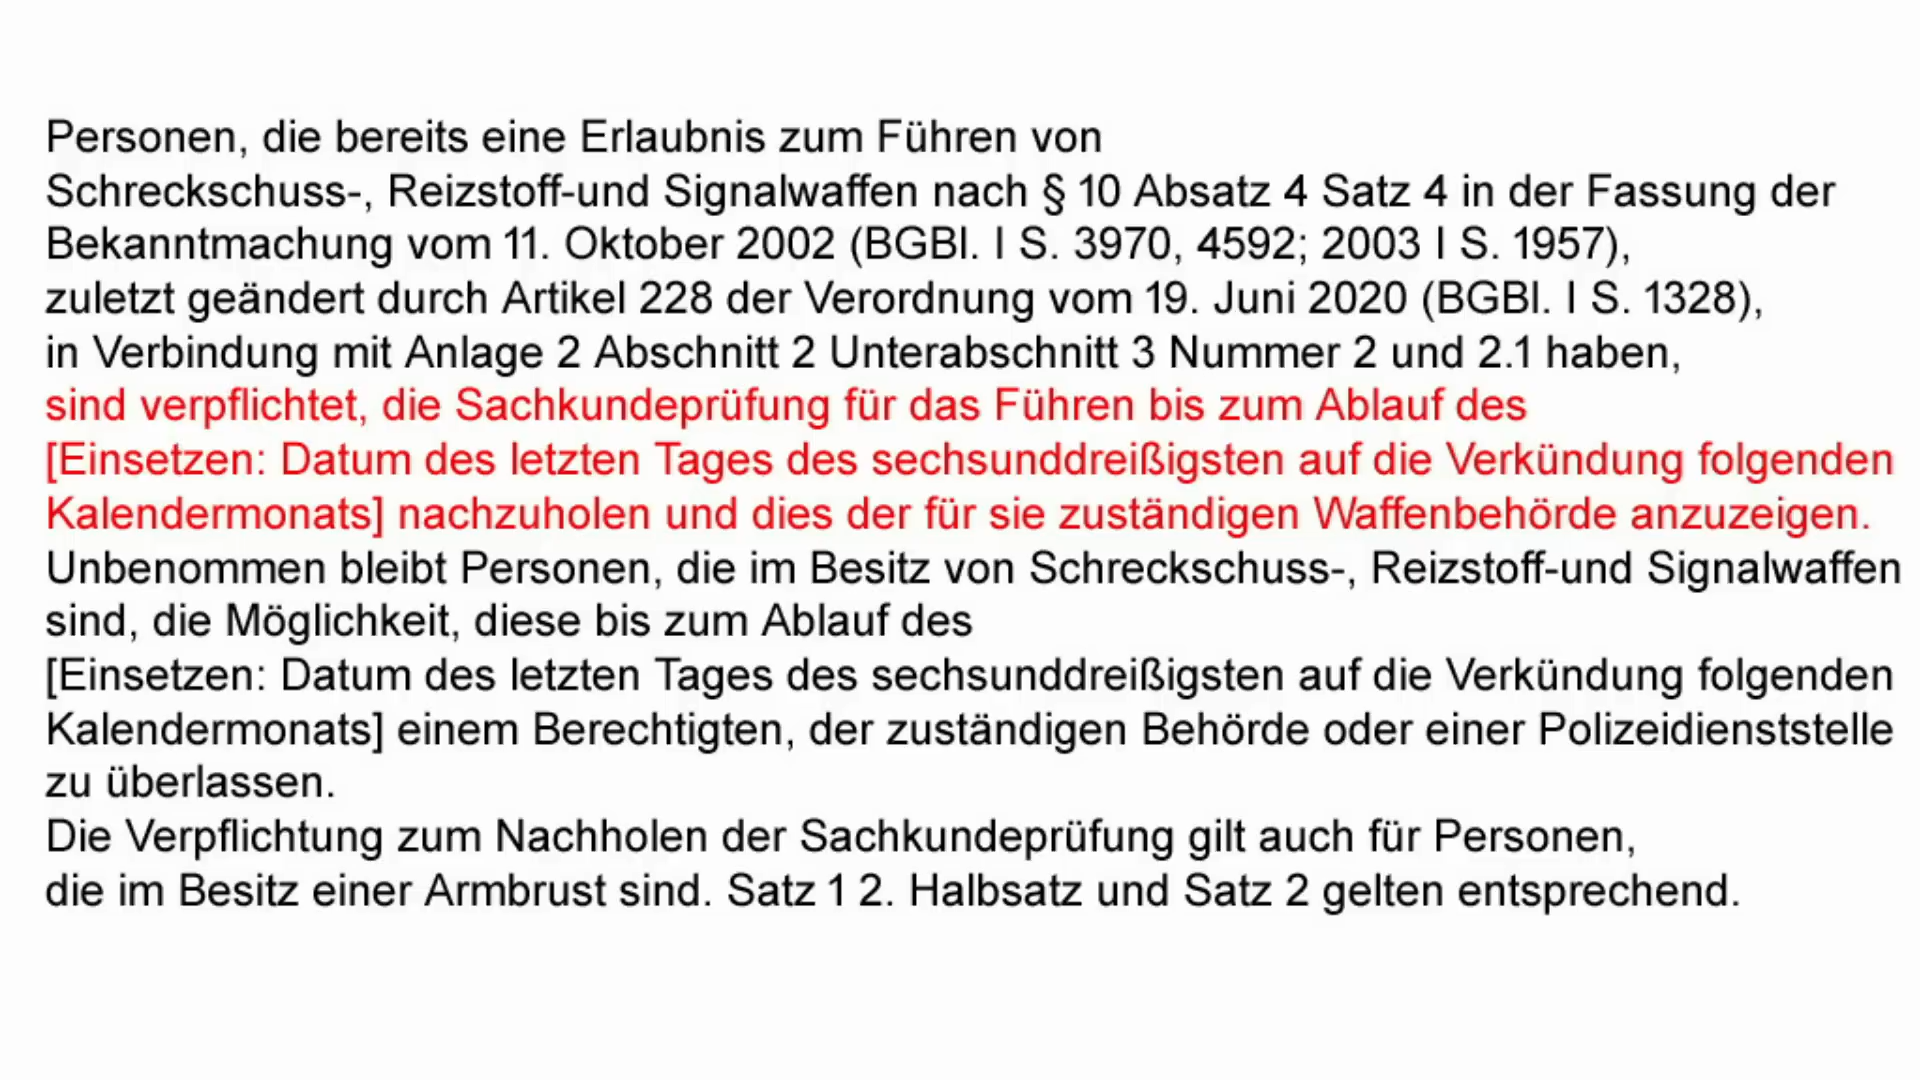 Personen, die bereits eine Erlaubnis zum Führen von
Schreckschuss-, Reizstoff-und Signalwaffen nach § 10 Absatz 4 Satz 4 in der Fassung der
Bekanntmachung vom 11. Oktober 2002 (BGBl. I S. 3970, 4592; 2003 I S. 1957),
zuletzt geändert durch Artikel 228 der Verordnung vom 19. Juni 2020 (BGBl. I S. 1328),
in Verbindung mit Anlage 2 Abschnitt 2 Unterabschnitt 3 Nummer 2 und 2.1 haben,
sind verpflichtet, die Sachkundeprüfung für das Führen bis zum Ablauf des
[Einsetzen: Datum des letzten Tages des sechsunddreißigsten auf die Verkündung folgenden
Kalendermonats] nachzuholen und dies der für sie zuständigen Waffenbehörde anzuzeigen.
Unbenommen bleibt Personen, die im Besitz von Schreckschuss-, Reizstoff-und Signalwaffen
sind, die Möglichkeit, diese bis zum Ablauf des
[Einsetzen: Datum des letzten Tages des sechsunddreißigsten auf die Verkündung folgenden
Kalendermonats] einem Berechtigten, der zuständigen Behörde oder einer Polizeidienststelle
zu überlassen.
Die Verpflichtung zum Nachholen der Sachkundeprüfung gilt auch für Personen,
die im Besitz einer Armbrust sind. Satz 1 2. Halbsatz und Satz 2 gelten entsprechend.